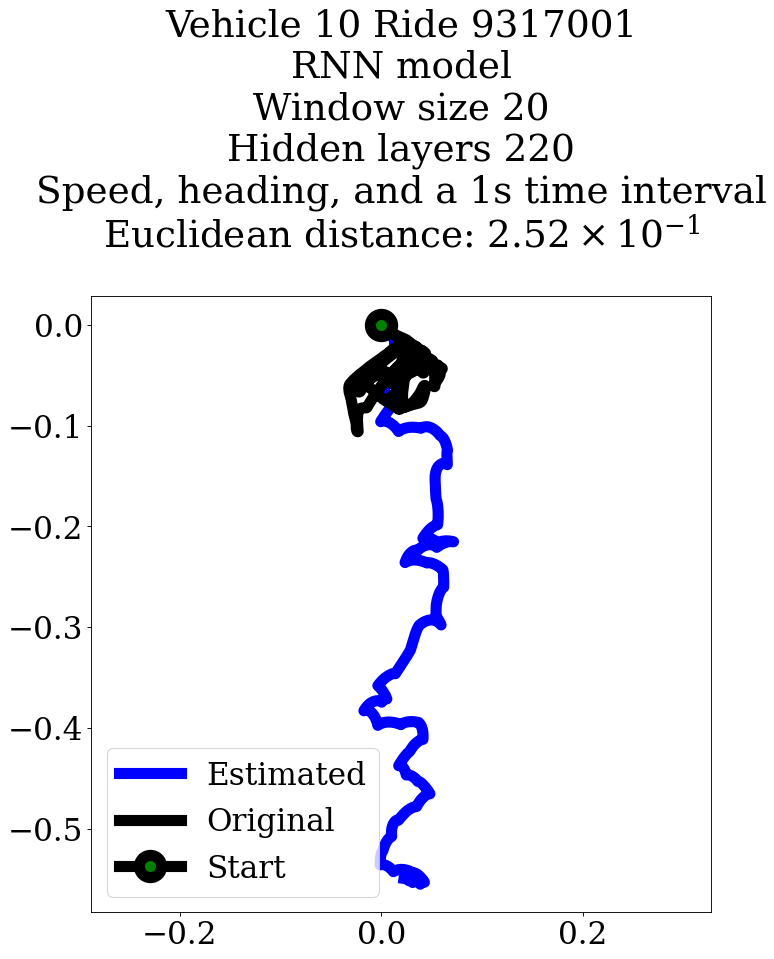 Vehicle 10 Ride 9317001
RNN model
Window size 20
Hidden layers 220
Speed, heading, and a 1s time interval
Euclidean distance: 2.52 × 10⁻¹
0.0
−0.1
−0.2
−0.3
−0.4
−0.5
Estimated
Original
Start
−0.2 0.0 0.2